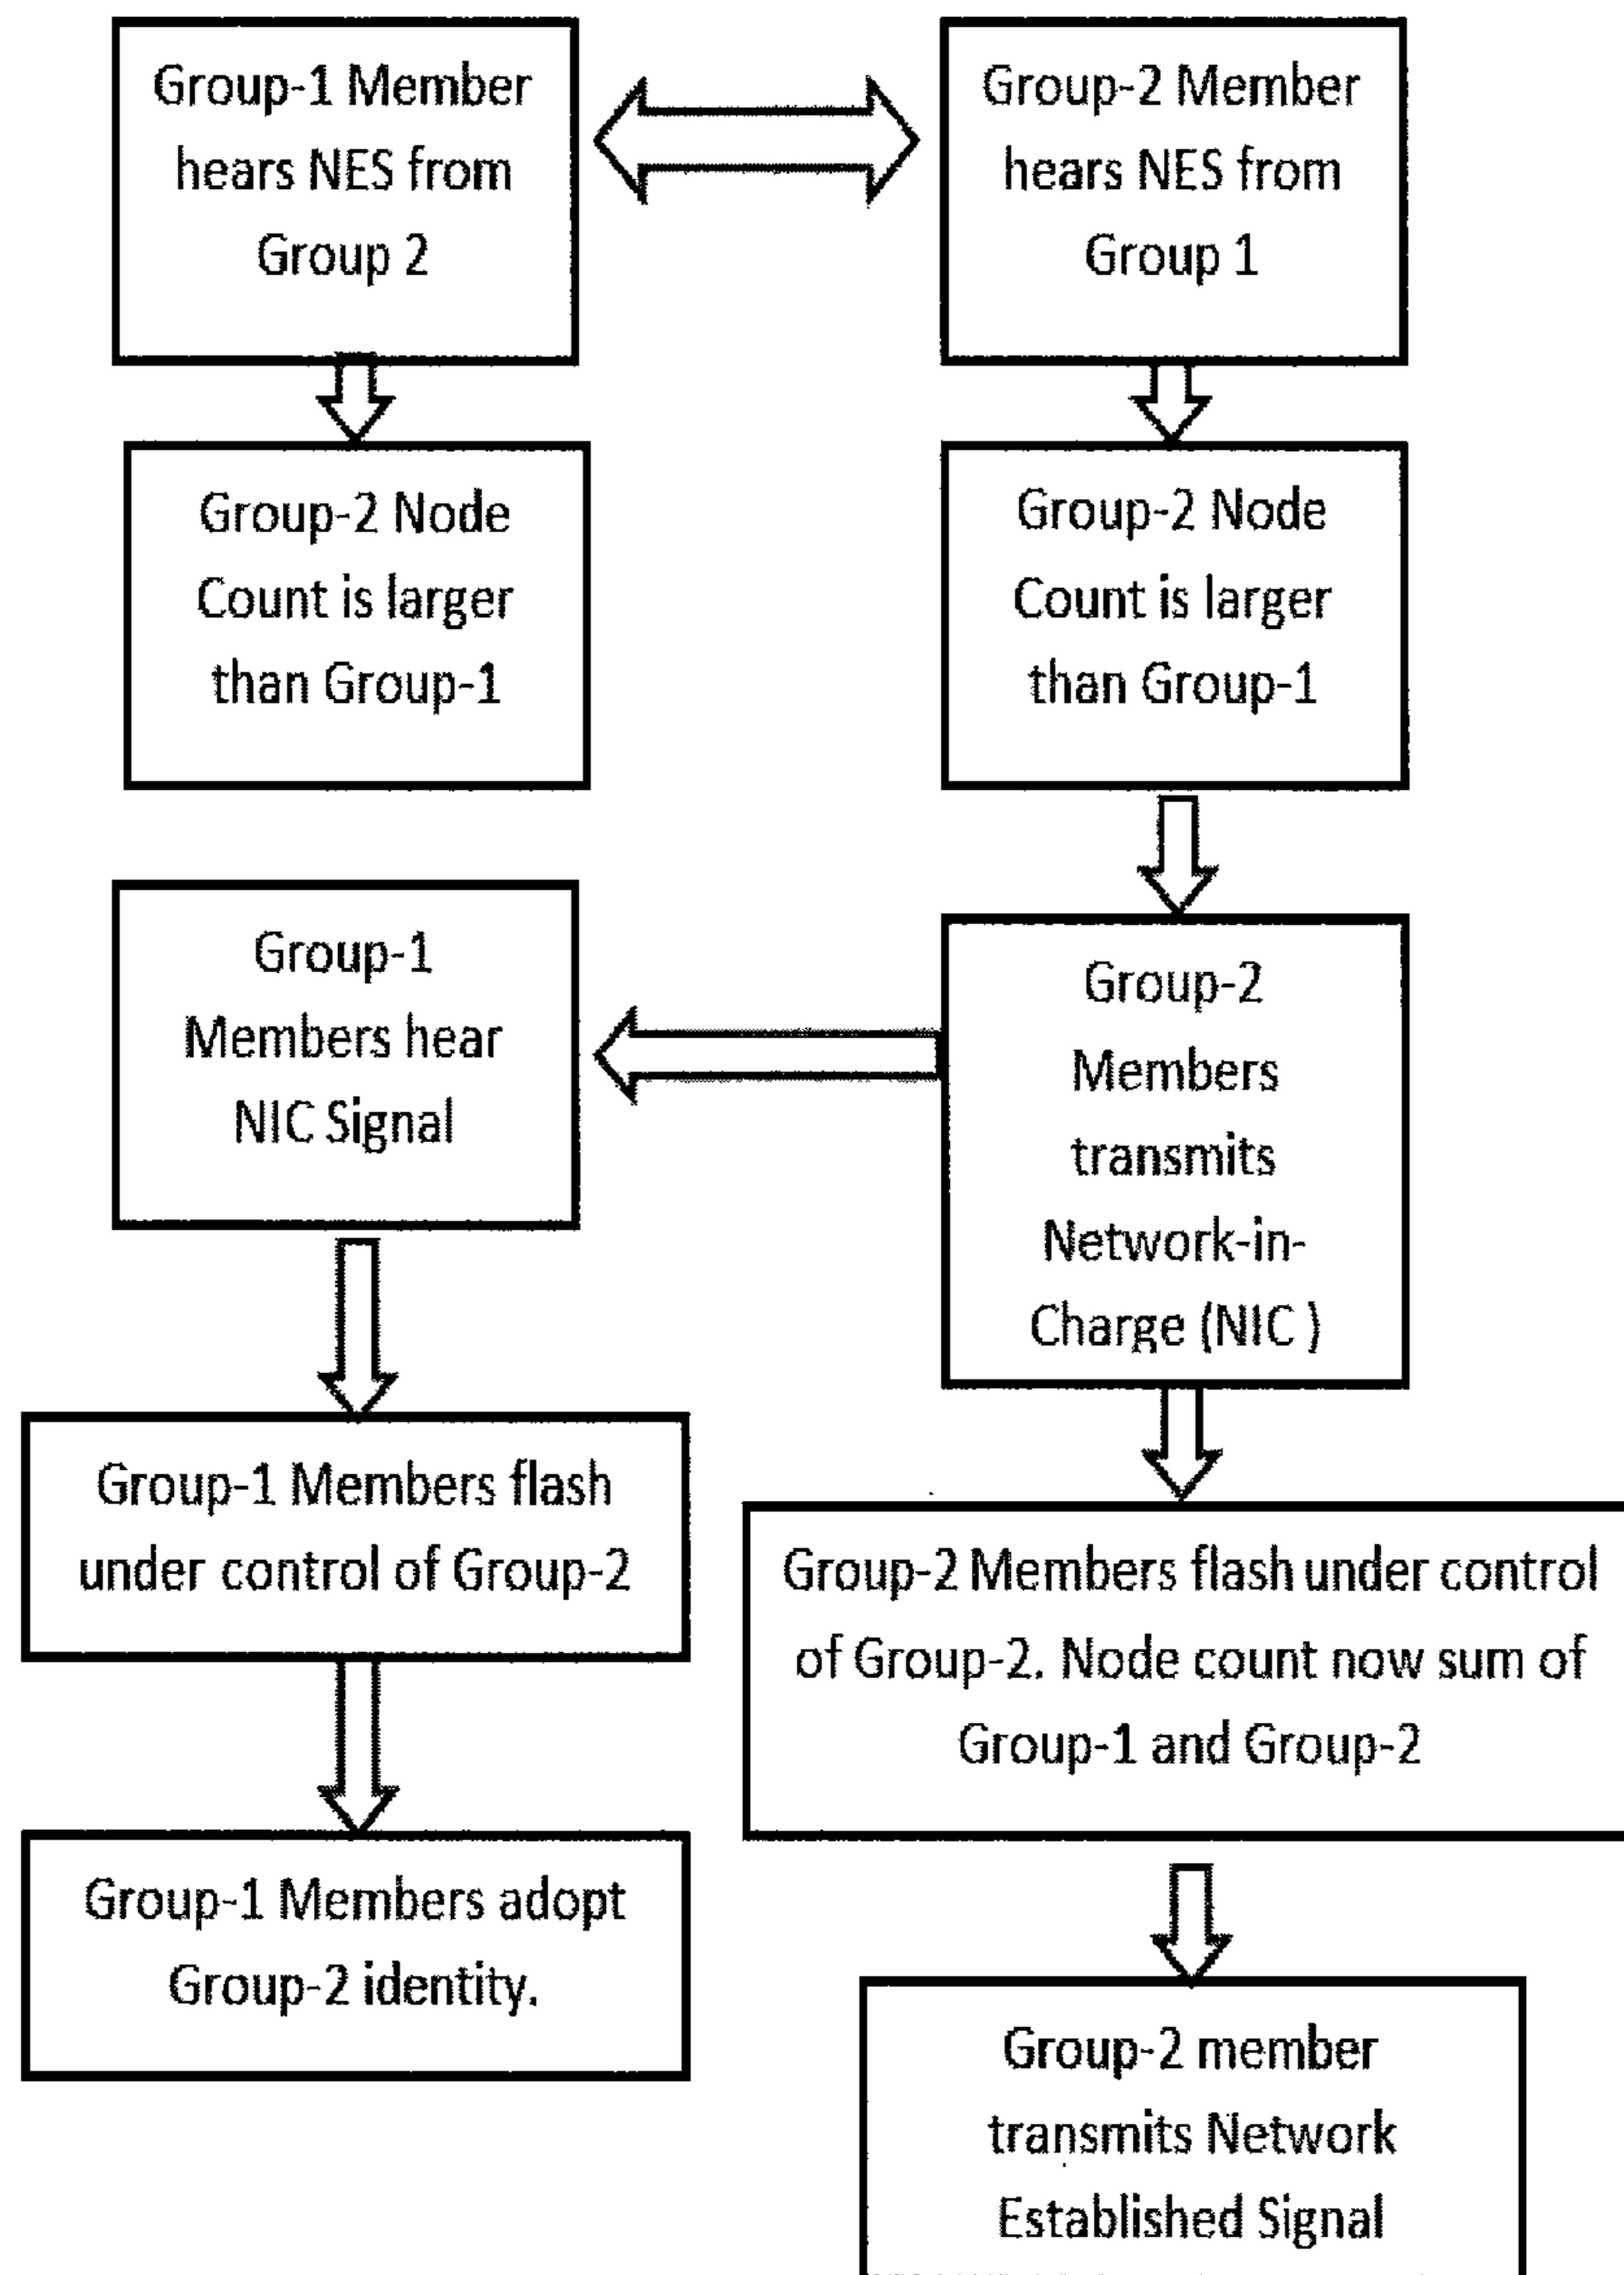 Group-1 Member
hears NES from
Group 2
Group-2 Member
hears NES from
Group 1
Group-2 Node
Count is larger
than Group-1
Group-2 Node
Count is larger
than Group-1
Group-1
Members hear
NIC Signal
Group-2
Members
transmits
Network-in-
Charge (NIC )
Group-1 Members flash
under control of Group-2
Group-2 Members flash under control
of Group-2. Node count now sum of
Group-1 and Group-2
Group-1 Members adopt
Group-2 identity.
Group-2 member
transmits Network
Established Signal